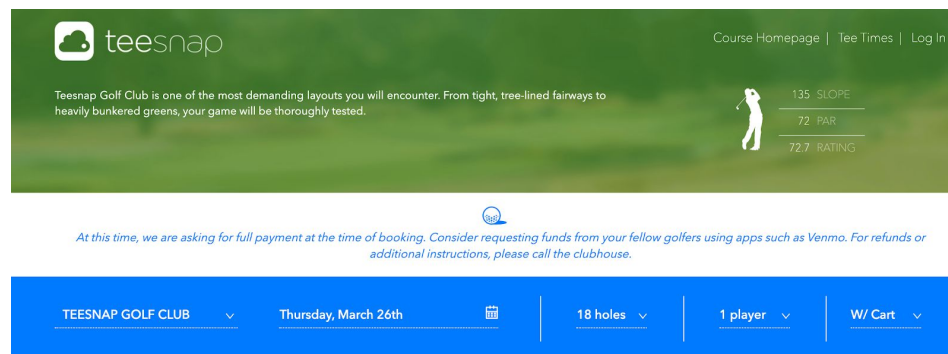 teesnap
Course Homepage | Tee Times | Log In
Teesnap Golf Club is one of the most demanding layouts you will encounter. From tight, tree-lined fairways to
heavily bunkered greens, your game will be thoroughly tested.
135 SLOPE
72 PAR
72.7 RATING
At this time, we are asking for full payment at the time of booking. Consider requesting funds from your fellow golfers using apps such as Venmo. For refunds or
additional instructions, please call the clubhouse.
TEESNAP GOLF CLUB Thursday, March 26th 18 holes 1 player W/ Cart